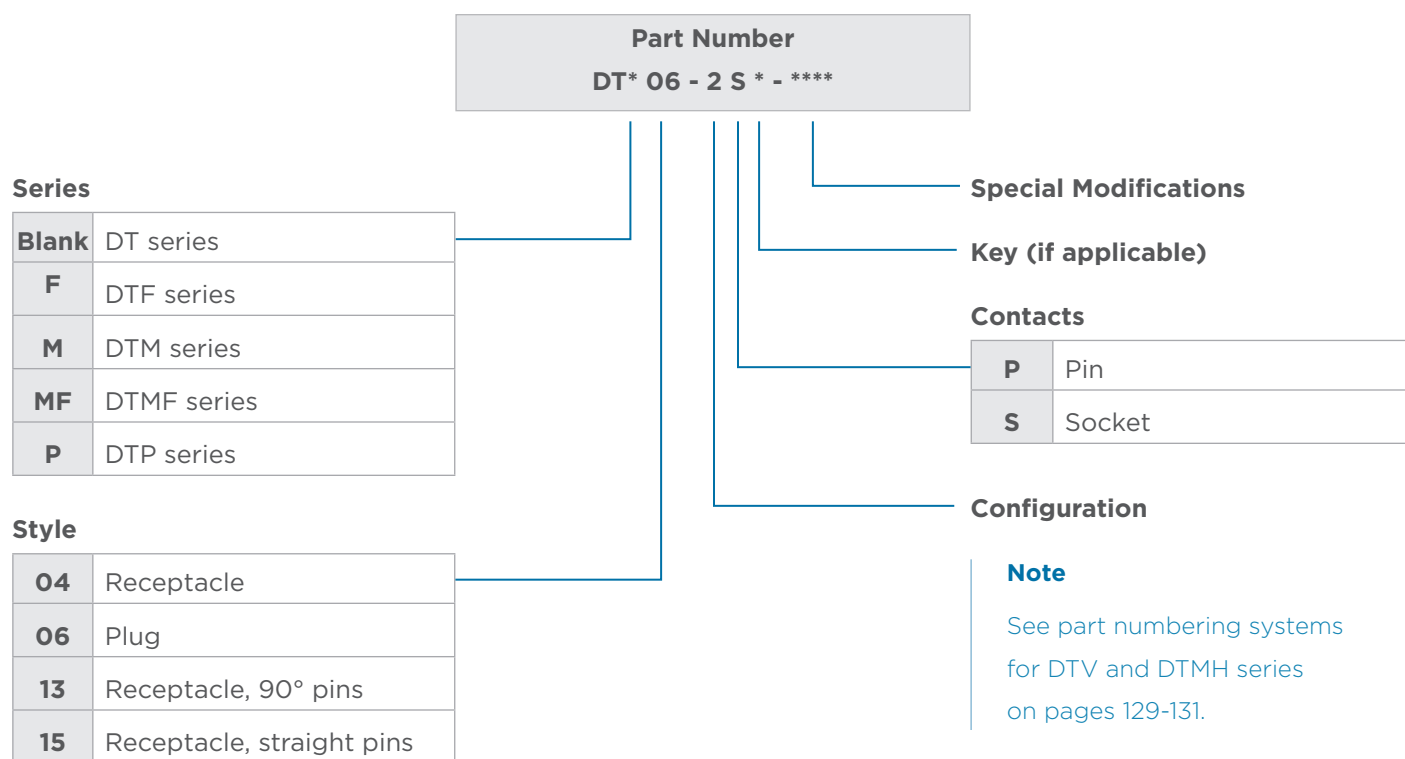 Part Number
DT* 06 - 2 S * - ****
Series
Blank DT series
F DTF series
M DTM series
MF DTMF series
P DTP series
Style
04 Receptacle
06 Plug
13 Receptacle, 90° pins
15 Receptacle, straight pins
Special Modifications
Key (if applicable)
Contacts
P Pin
S Socket
Configuration
Note
See part numbering systems
for DTV and DTMH series
on pages 129-131.